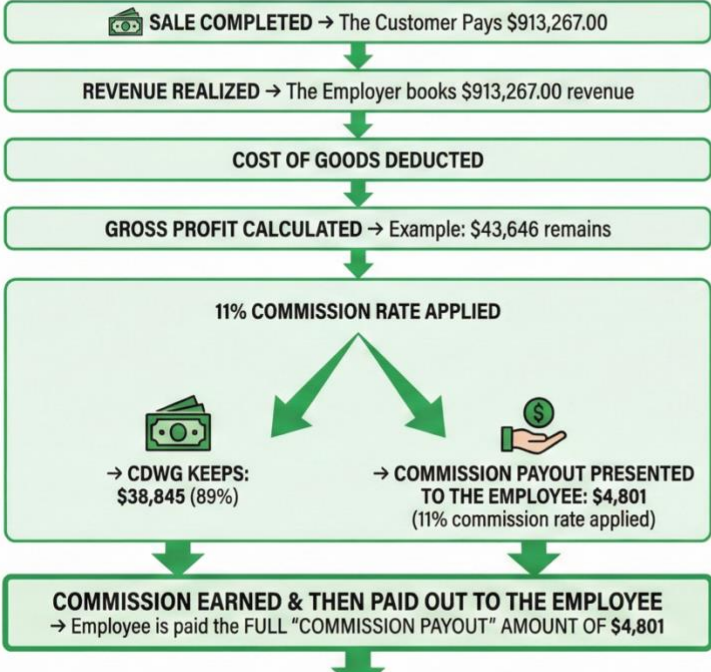 SALE COMPLETED → The Customer Pays $913,267.00
REVENUE REALIZED → The Employer books $913,267.00 revenue
COST OF GOODS DEDUCTED
GROSS PROFIT CALCULATED → Example: $43,646 remains
11% COMMISSION RATE APPLIED
→ CDWG KEEPS:
$38,845 (89%)
$
→ COMMISSION PAYOUT PRESENTED
TO THE EMPLOYEE: $4,801
(11% commission rate applied)
COMMISSION EARNED & THEN PAID OUT TO THE EMPLOYEE
→ Employee is paid the FULL “COMMISSION PAYOUT” AMOUNT OF $4,801